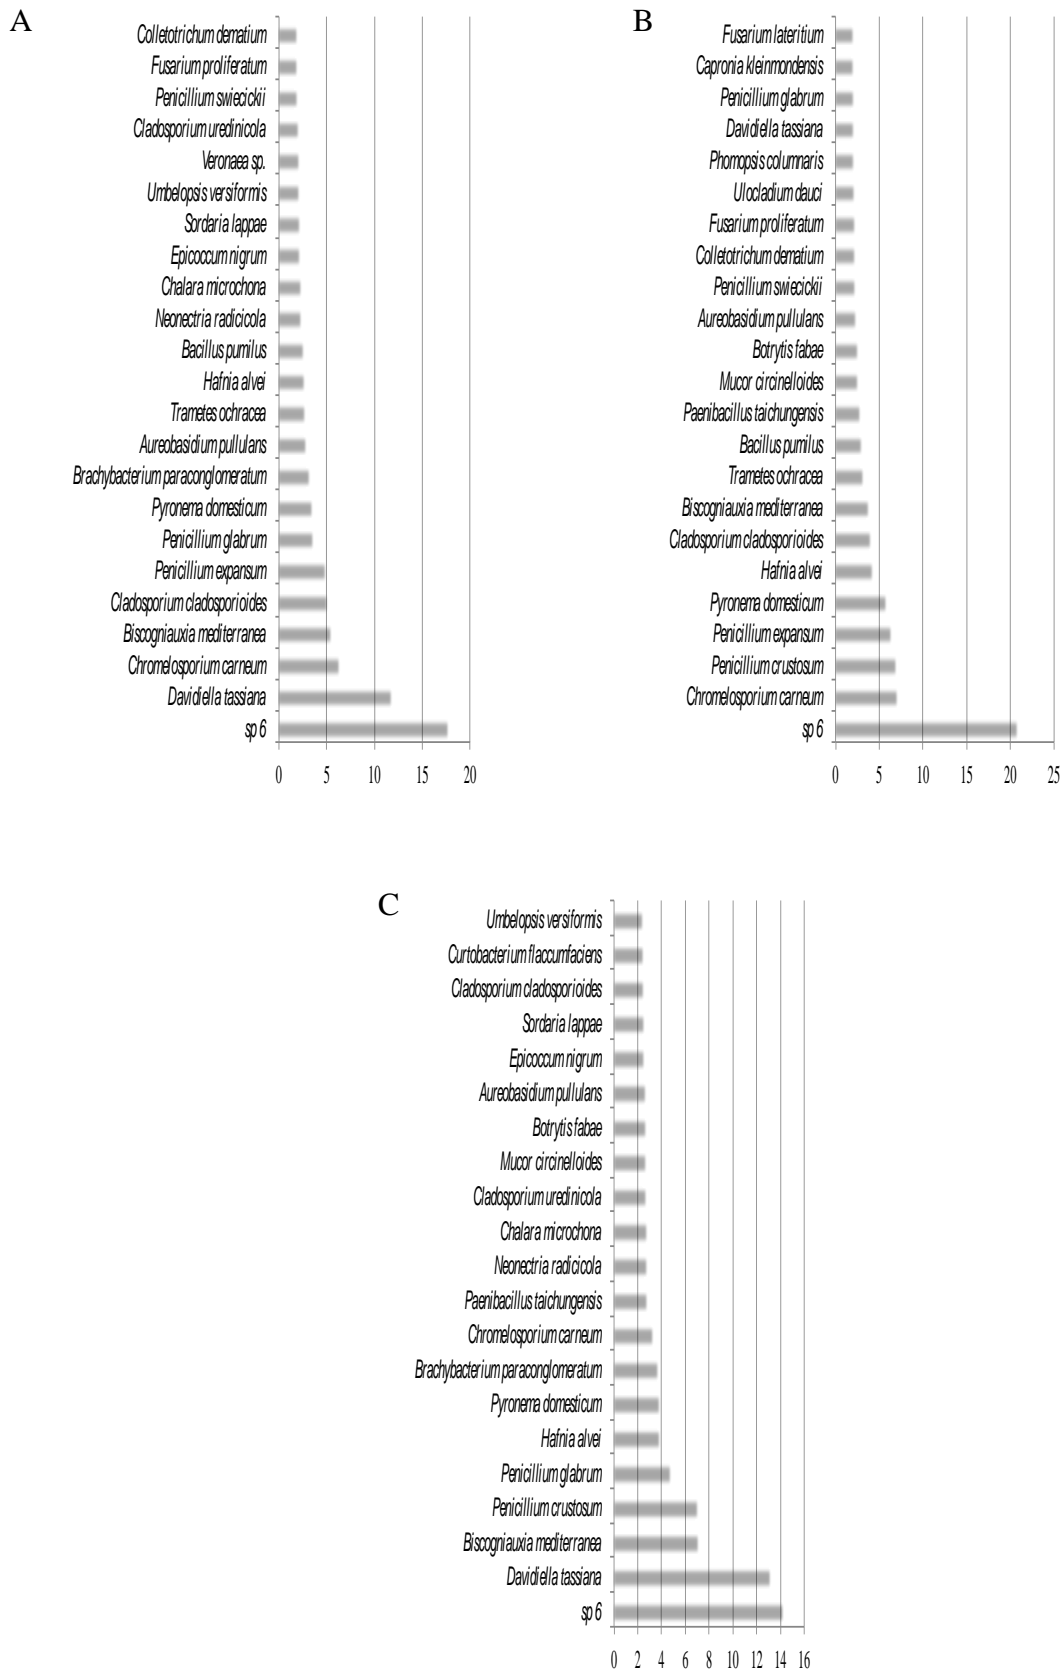 A
Colletotrichum dematium
Fusarium proliferatum
Penicillium swiecickii
Cladosporium uredinicola
Veronaea sp.
Umbelopsis versiformis
Sordaria lappae
Epicoccum nigrum
Chalara microchona
Neonectria radicicola
Bacillus pumilus
Hafnia alvei
Trametes ochracea
Aureobasidium pullulans
Brachybacterium paraconglomeratum
Pyronema domesticum
Penicillium glabrum
Penicillium expansum
Cladosporium cladosporioides
Biscogniauxia mediterranea
Chromelosporium carneum
Davidiella tassiana
sp 6
0 5 10 15 20
B
Fusarium lateritium
Capronia kleinmondensis
Penicillium glabrum
Davidiella tassiana
Phomopsis columnaris
Ulocladium dauci
Fusarium proliferatum
Colletotrichum dematium
Penicillium swiecickii
Aureobasidium pullulans
Botrytis fabae
Mucor circinelloides
Paenibacillus taichungensis
Bacillus pumilus
Trametes ochracea
Biscogniauxia mediterranea
Cladosporium cladosporioides
Hafnia alvei
Pyronema domesticum
Penicillium expansum
Penicillium crustosum
Chromelosporium carneum
sp 6
0 5 10 15 20 25
C
Umbelopsis versiformis
Curtobacterium flaccumfaciens
Cladosporium cladosporioides
Sordaria lappae
Epicoccum nigrum
Aureobasidium pullulans
Botrytis fabae
Mucor circinelloides
Cladosporium uredinicola
Chalara microchona
Neonectria radicicola
Paenibacillus taichungensis
Chromelosporium carneum
Brachybacterium paraconglomeratum
Pyronema domesticum
Hafnia alvei
Penicillium glabrum
Penicillium crustosum
Biscogniauxia mediterranea
Davidiella tassiana
sp 6
0 2 4 6 8 10 12 14 16